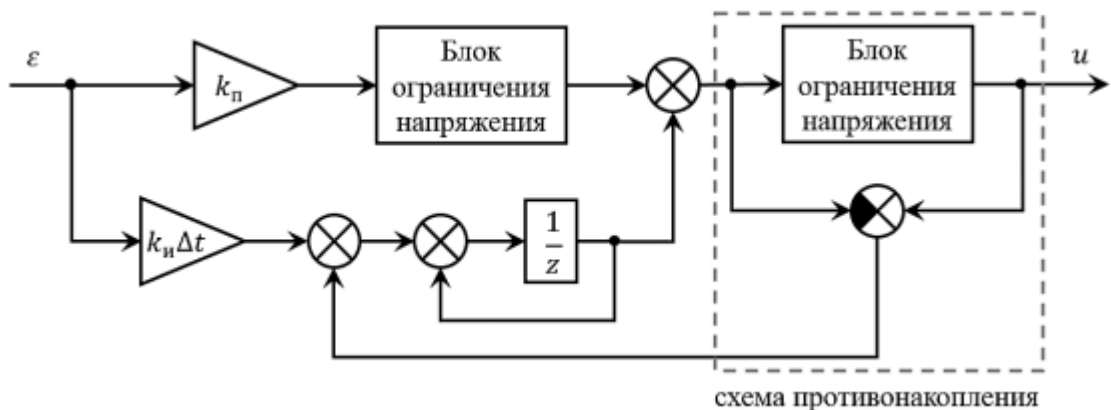 ε
kп
Блок
ограничения
напряжения
Блок
ограничения
напряжения
u
kиΔt
1
z
схема противонакопления